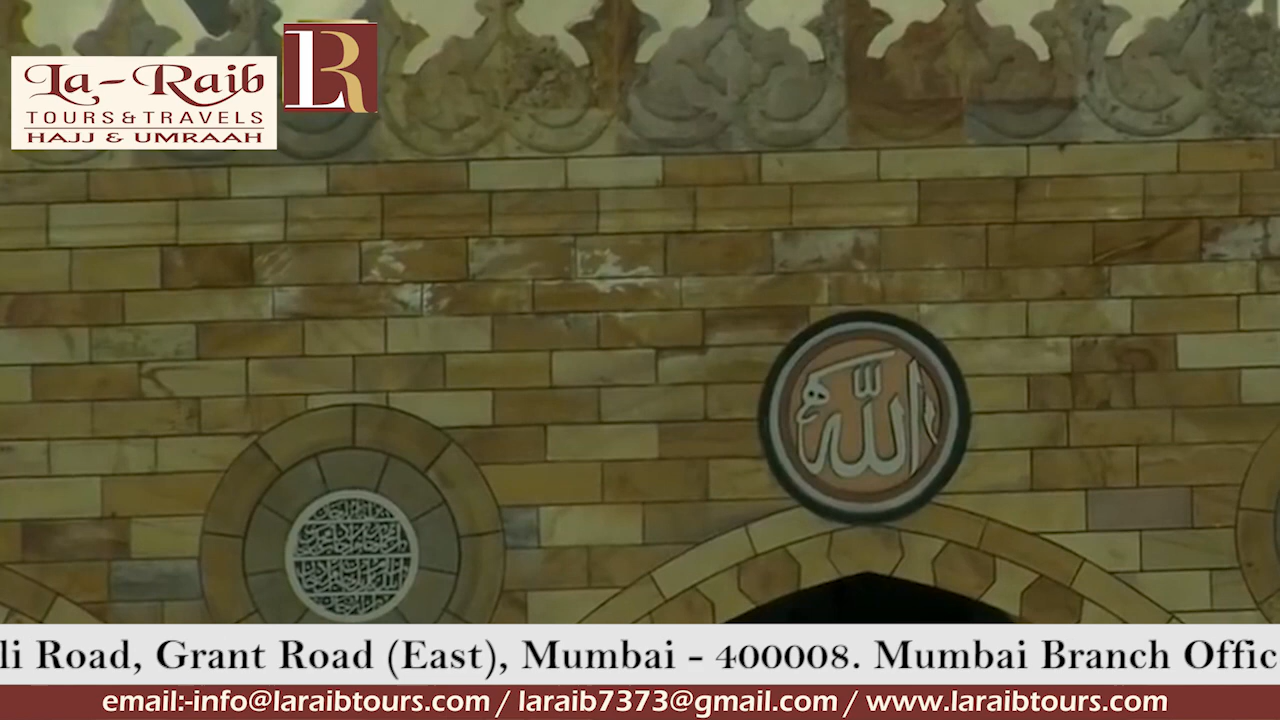 La-Raib
TOURS & TRAVELS
HAJJ & UMRAAH
LR
الله
li Road, Grant Road (East), Mumbai - 400008. Mumbai Branch Offic
email:-info@laraibtours.com / laraib7373@gmail.com / www.laraibtours.com